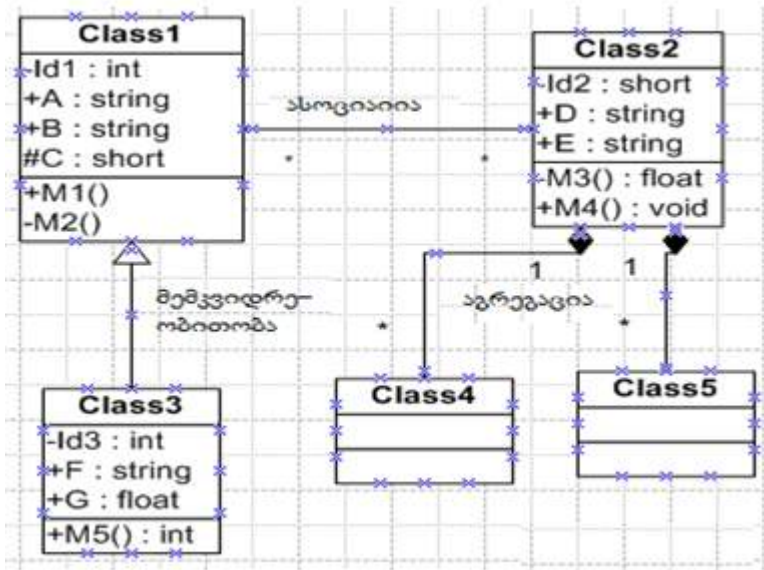 Class1
-Id1 : int
+A : string
+B : string
#C : short
+M1()
-M2()
ასოციაიია
*
*
Class2
-Id2 : short
+D : string
+E : string
-M3() : float
+M4() : void
1
1
მემკვიდრე–
ობითობა
აგრეგაცია
*
*
Class3
-Id3 : int
+F : string
+G : float
+M5() : int
Class4
Class5